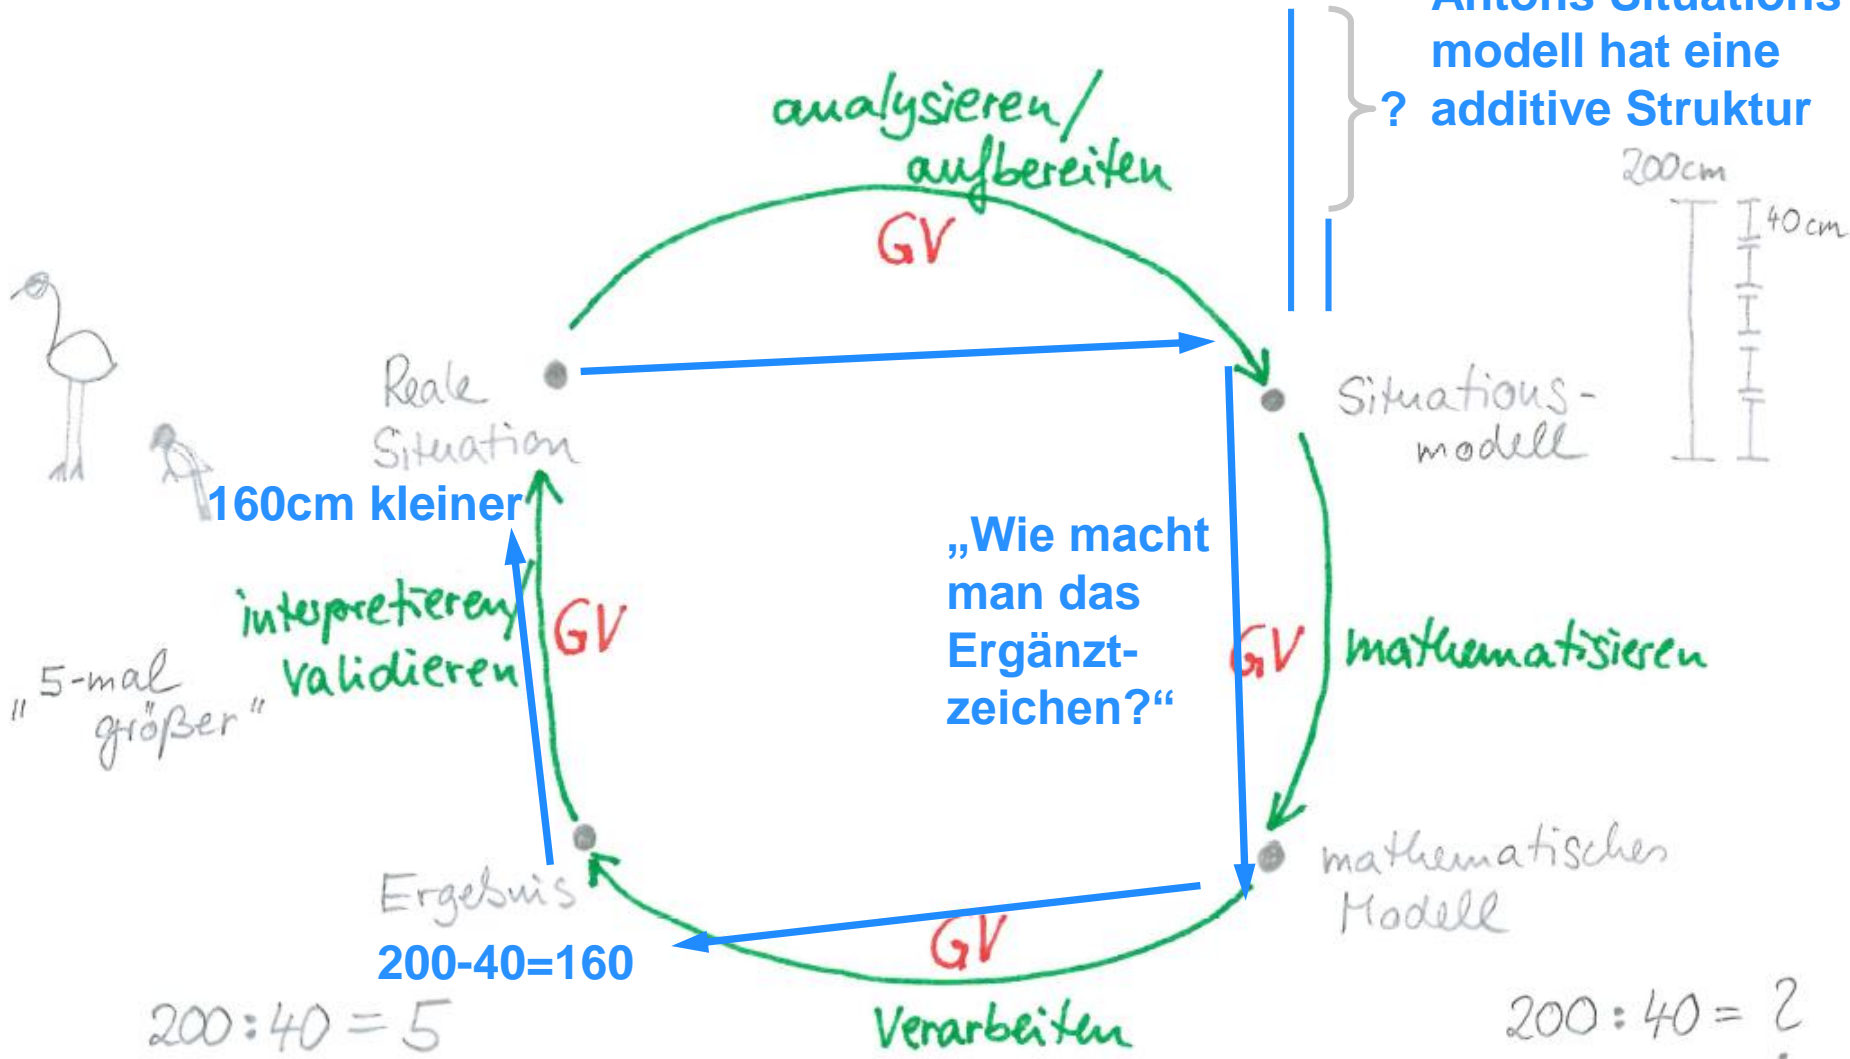 Antons Situations
modell hat eine
? additive Struktur
analysieren/
aufbereiten
GV
200cm
40cm
Reale
Situation
Situations-
modell
160cm kleiner
„Wie macht
man das
Ergänzt-
zeichen?“
interpretieren/
validieren
GV
GV
mathematisieren
„5-mal
größer“
Ergebnis
200-40=160
mathematisches
Modell
GV
Verarbeiten
200:40=5
200:40=?